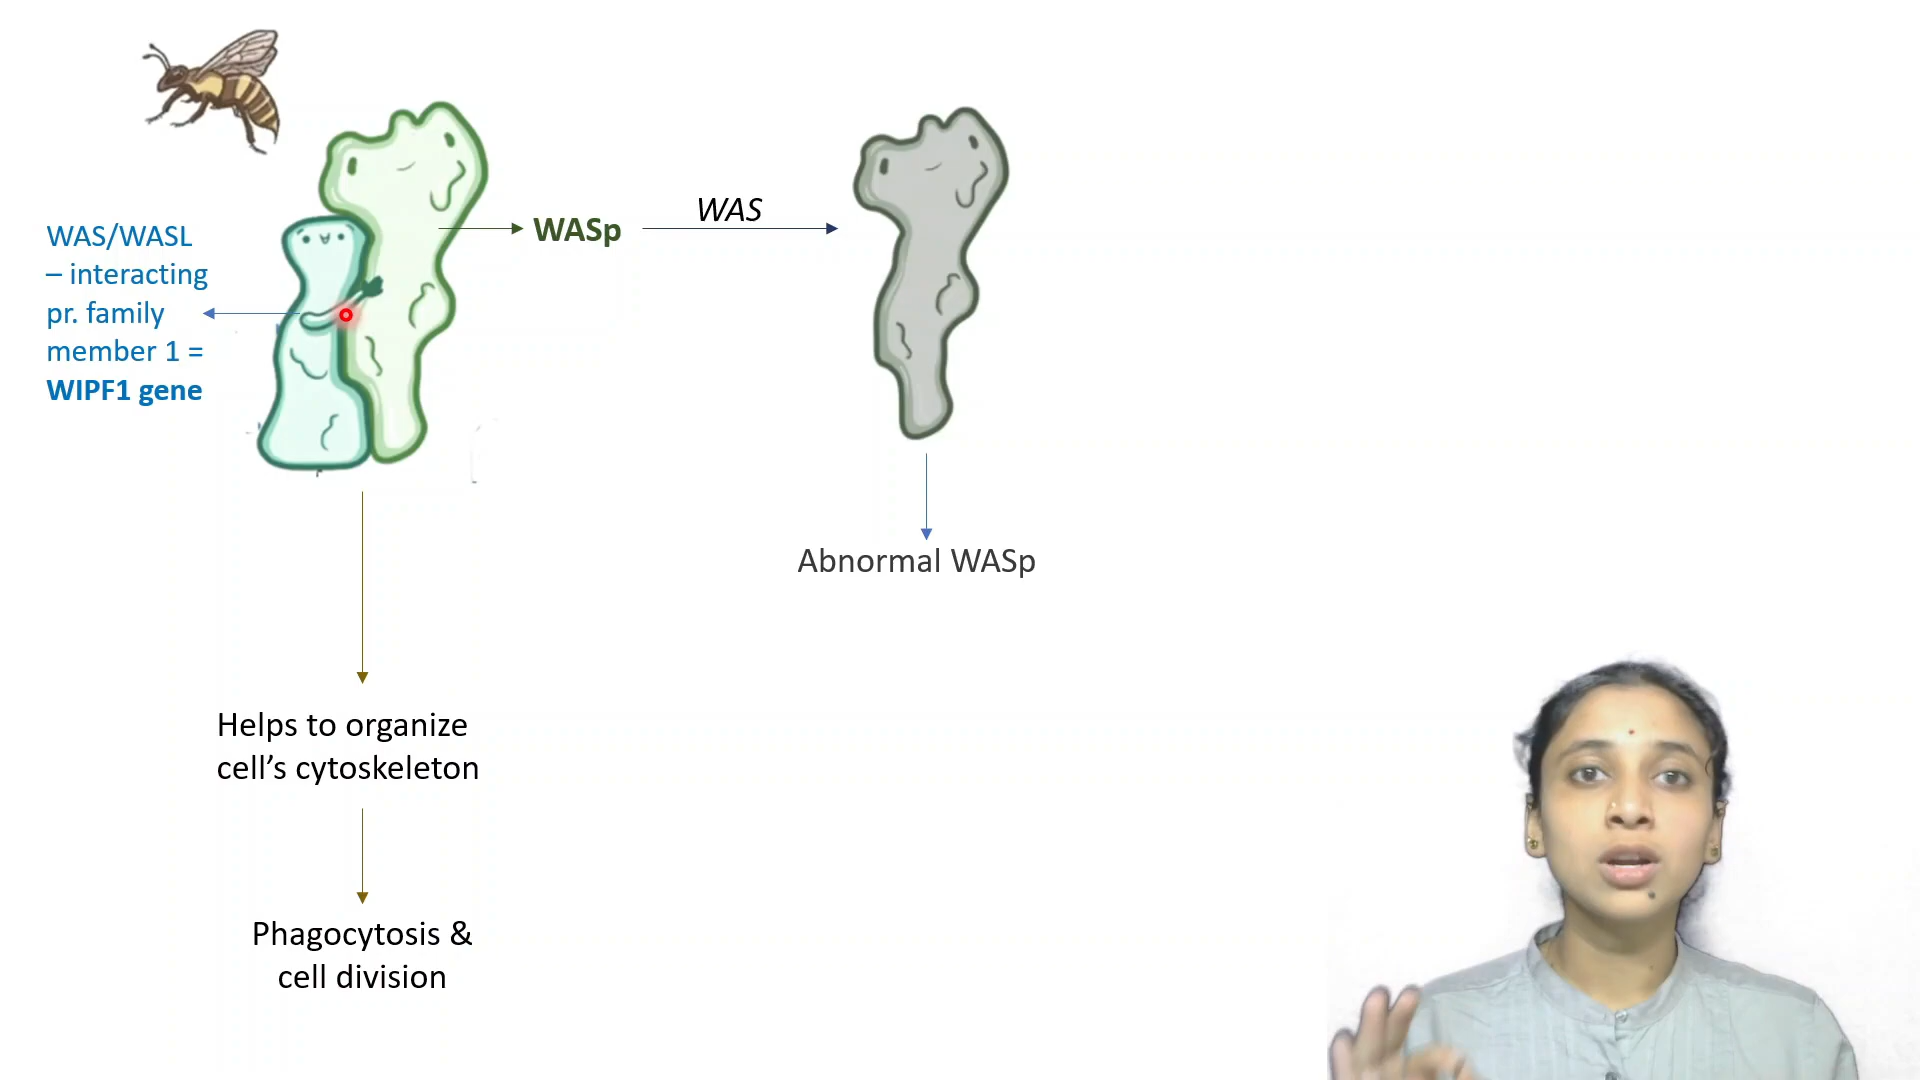 WAS/WASL
– interacting
pr. family
member 1 =
WIPF1 gene
WASp
WAS
Abnormal WASp
Helps to organize
cell’s cytoskeleton
Phagocytosis &
cell division